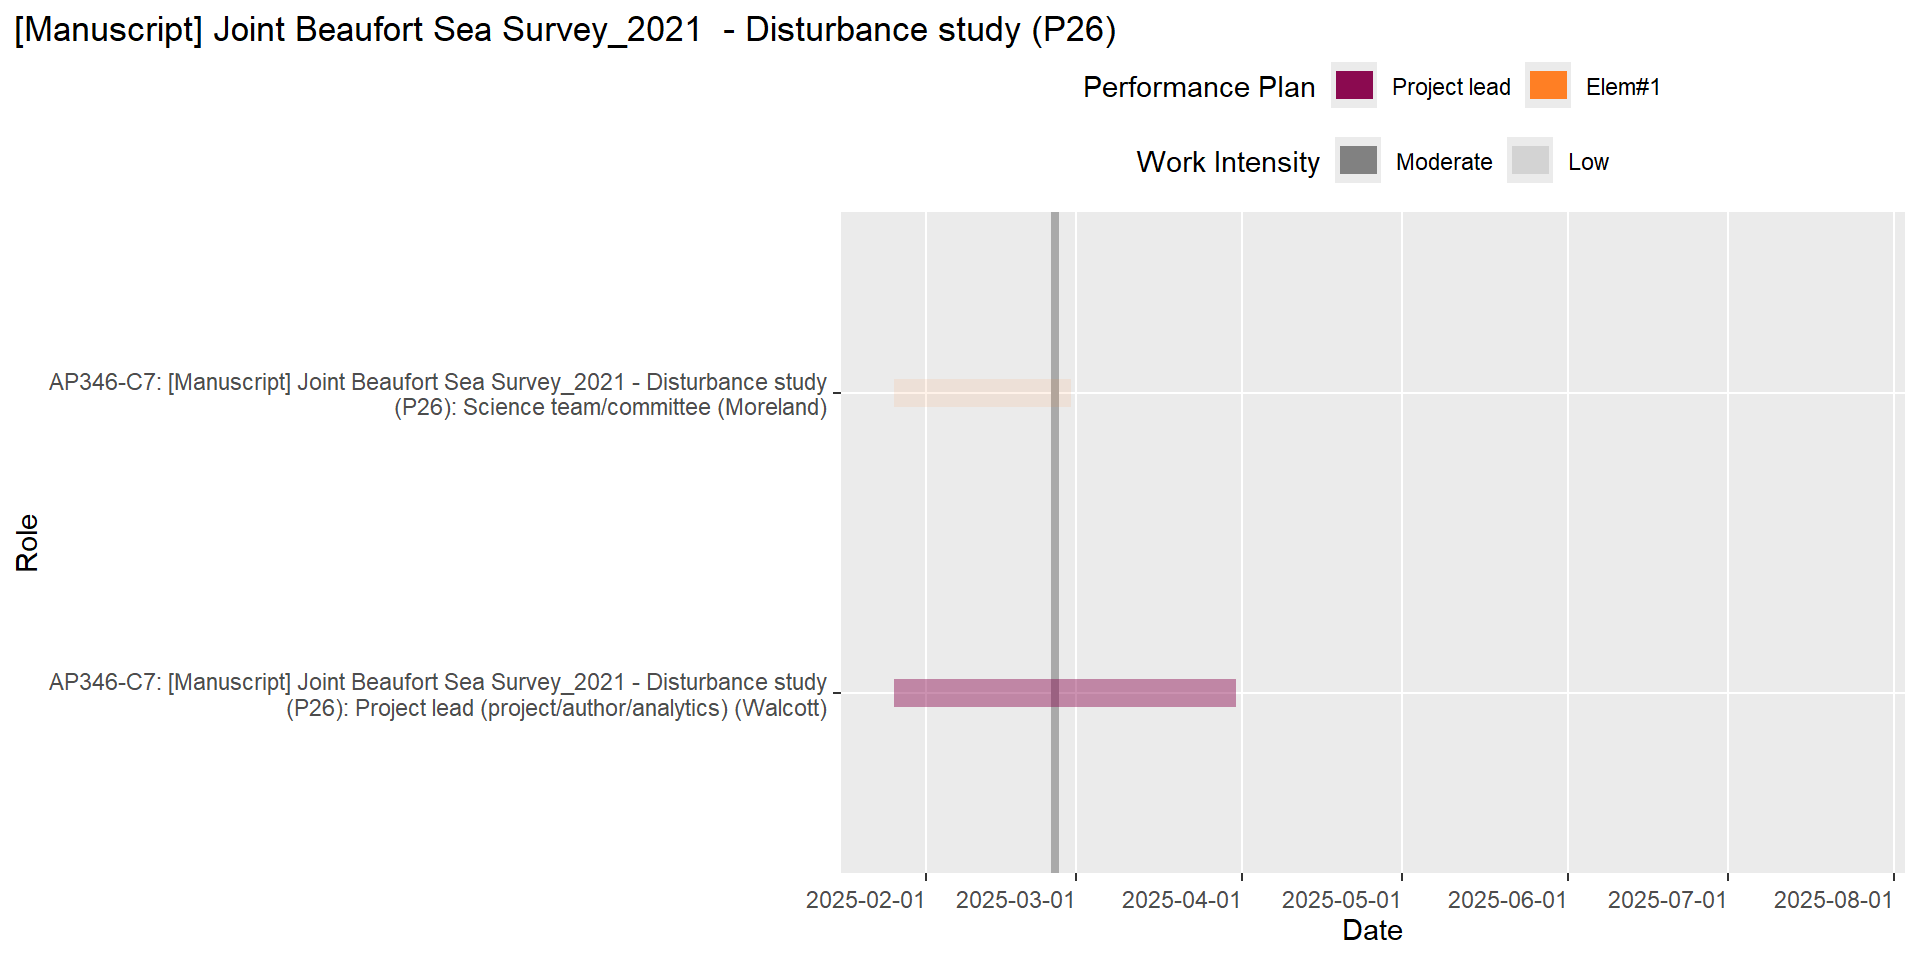 [Manuscript] Joint Beaufort Sea Survey_2021  - Disturbance study (P26)
Performance Plan Project lead Elem#1
Work Intensity Moderate Low
AP346-C7: [Manuscript] Joint Beaufort Sea Survey_2021 - Disturbance study
(P26): Science team/committee (Moreland)
Role
AP346-C7: [Manuscript] Joint Beaufort Sea Survey_2021 - Disturbance study
(P26): Project lead (project/author/analytics) (Walcott)
2025-02-01 2025-03-01 2025-04-01 2025-05-01 2025-06-01 2025-07-01 2025-08-01
Date